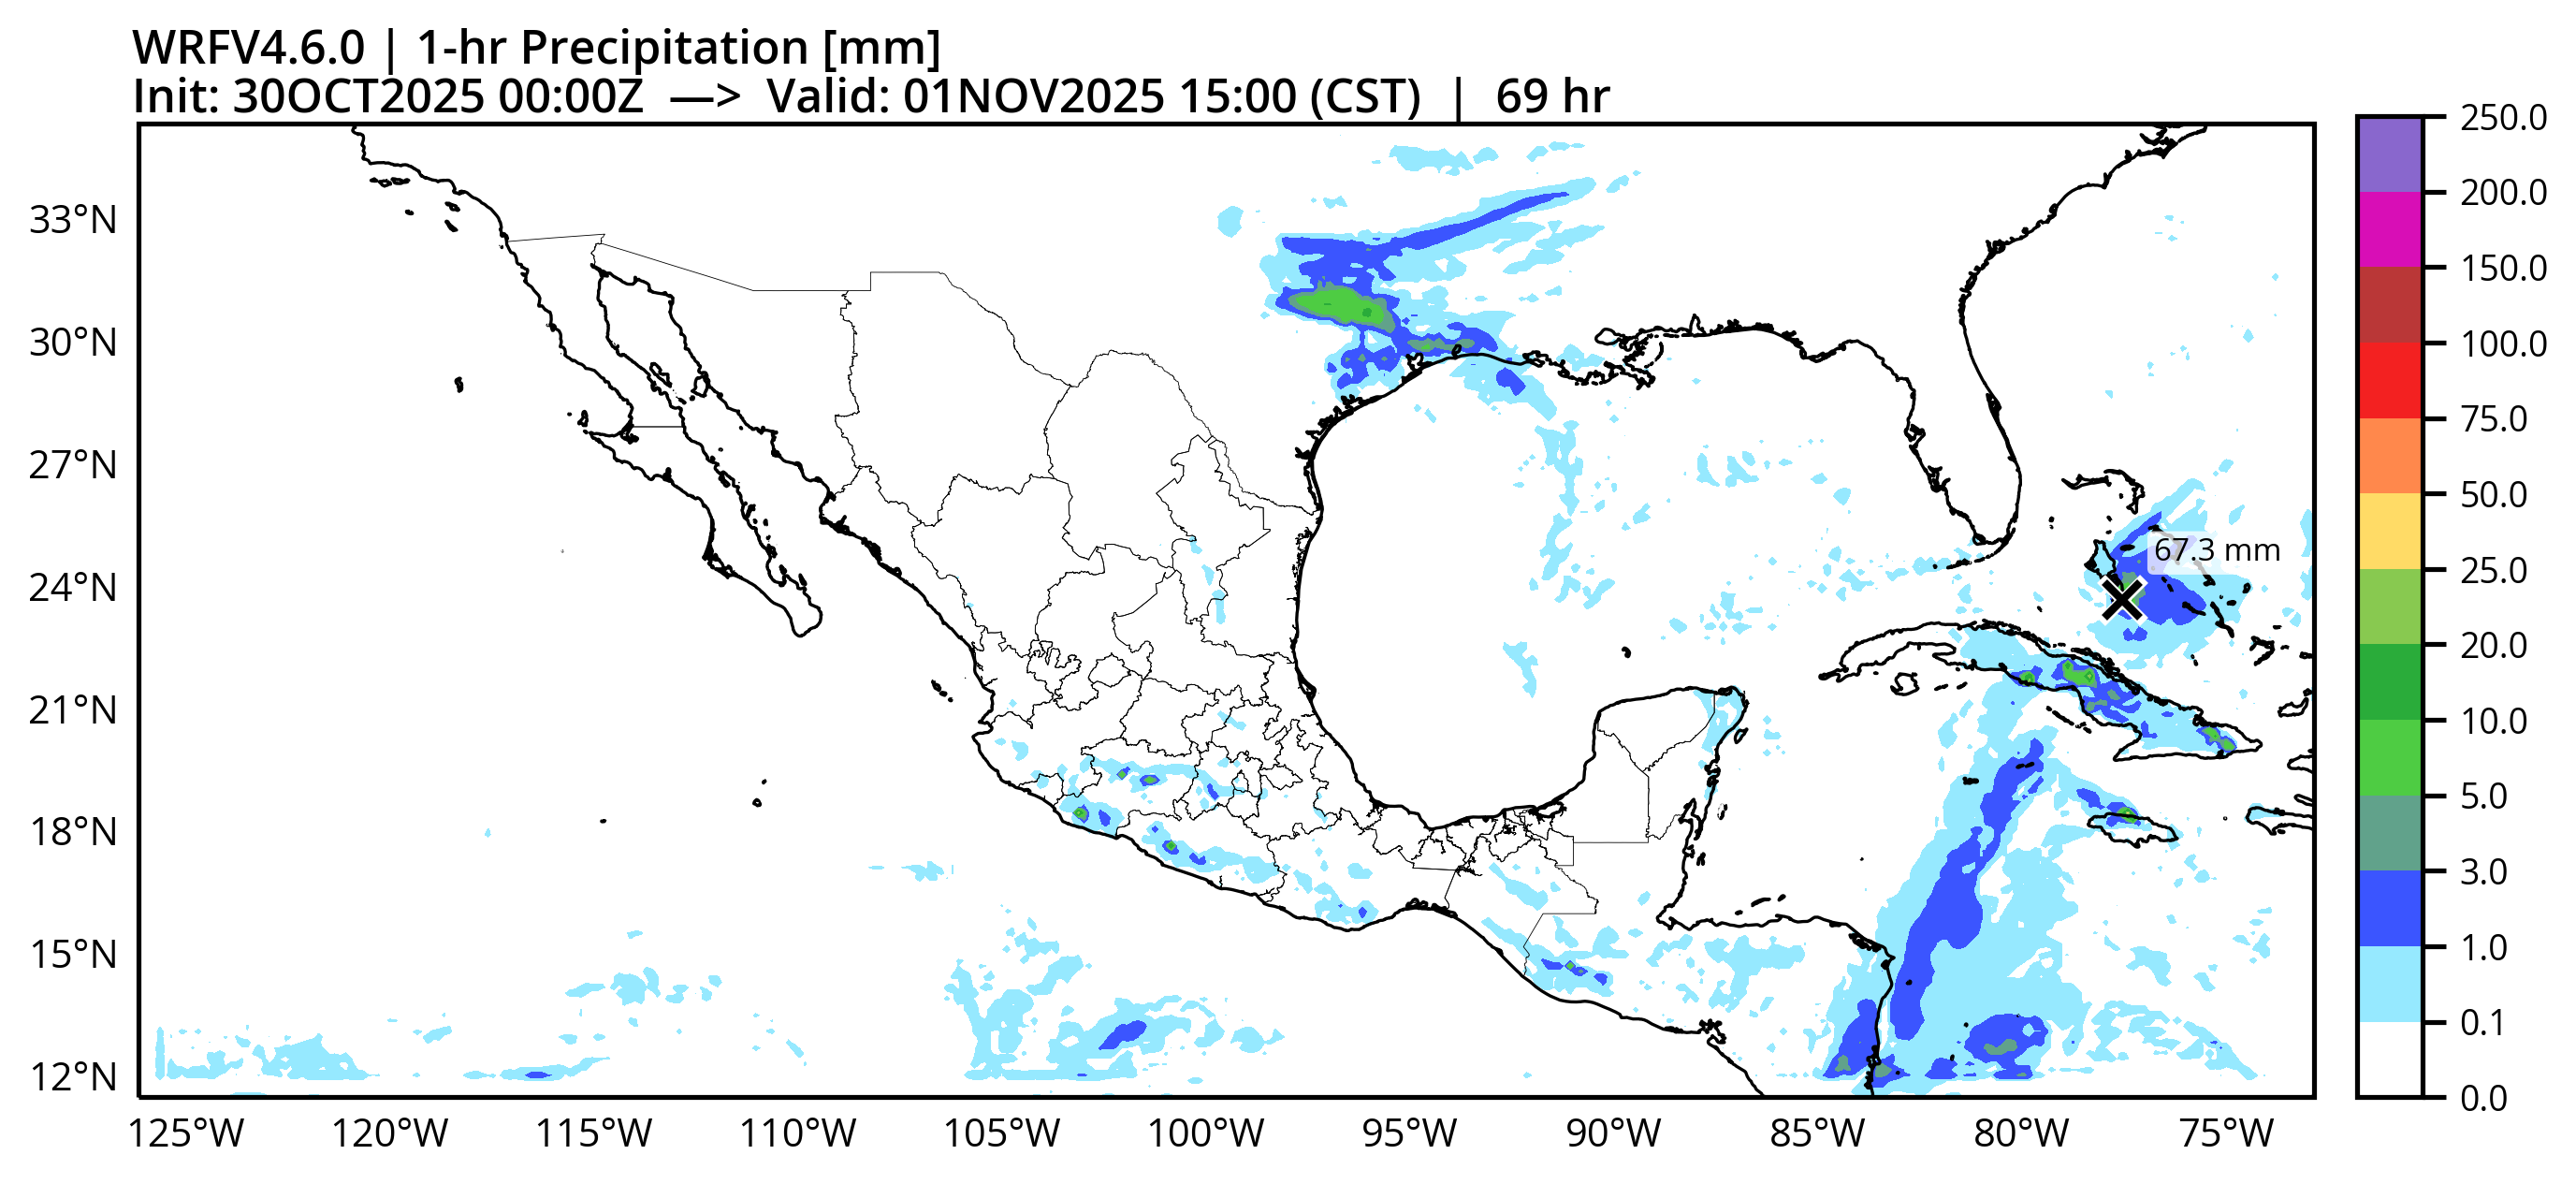 WRFV4.6.0 | 1-hr Precipitation [mm]
Init: 30OCT2025 00:00Z —> Valid: 01NOV2025 15:00 (CST) | 69 hr
33°N
30°N
27°N
24°N
21°N
18°N
15°N
12°N
125°W 120°W 115°W 110°W 105°W 100°W 95°W 90°W 85°W 80°W 75°W
67.3 mm
250.0
200.0
150.0
100.0
75.0
50.0
25.0
20.0
10.0
5.0
3.0
1.0
0.1
0.0